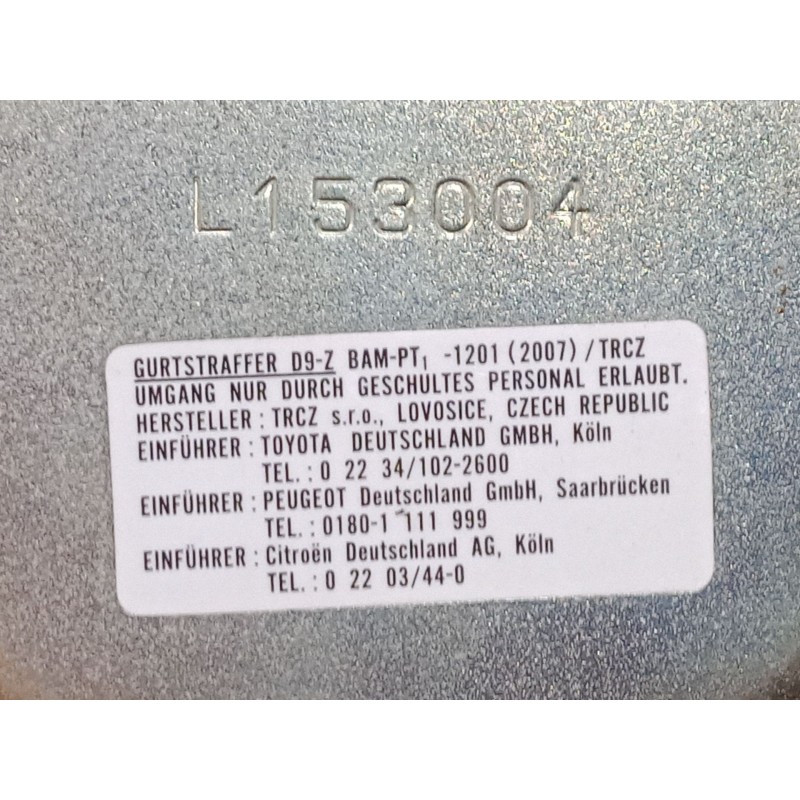 L153004
GURTSTRAFFER D9-Z BAM-PT₁ -1201 (2007) / TRCZ
UMGANG NUR DURCH GESCHULTES PERSONAL ERLAUBT.
HERSTELLER : TRCZ s.r.o., LOVOSICE, CZECH REPUBLIC
EINFÜHRER : TOYOTA DEUTSCHLAND GMBH, Köln
TEL. : 0 22 34/102-2600
EINFÜHRER : PEUGEOT Deutschland GmbH, Saarbrücken
TEL. : 0180-1 111 999
EINFÜHRER : Citroën Deutschland AG, Köln
TEL. : 0 22 03/44-0